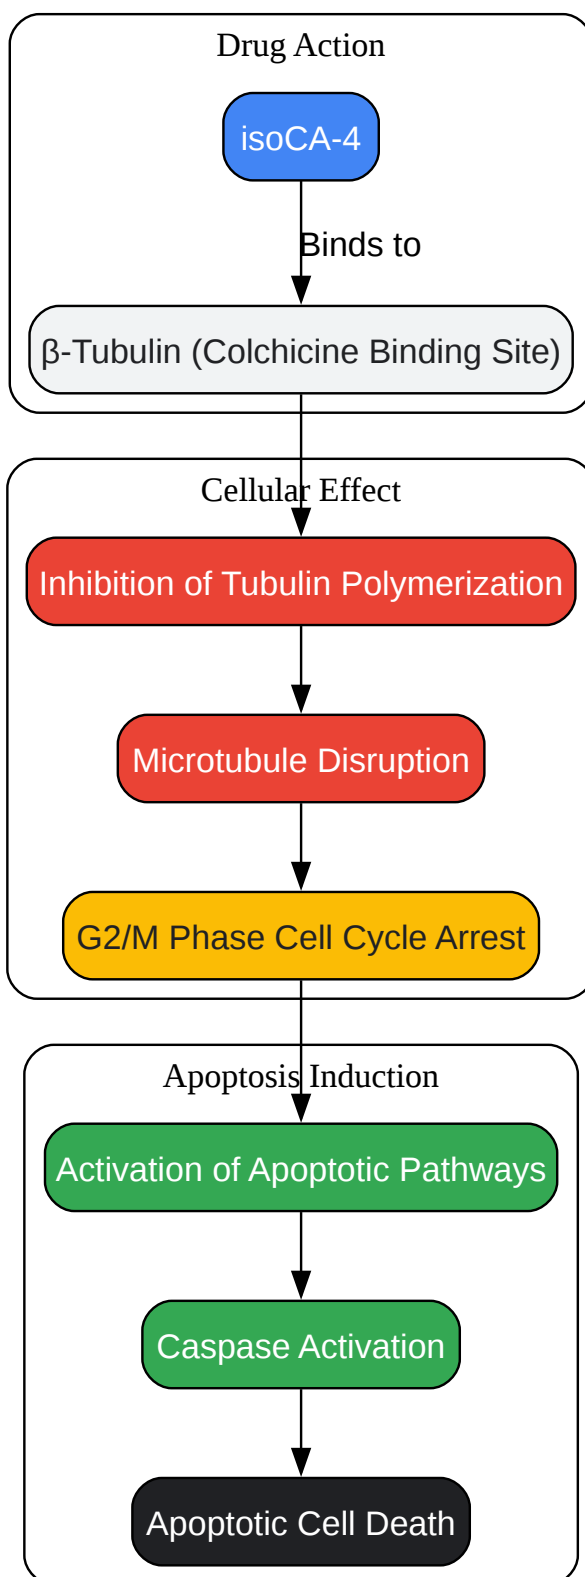 Drug Action
isoCA-4
Binds to
β-Tubulin (Colchicine Binding Site)
Cellular Effect
Inhibition of Tubulin Polymerization
Microtubule Disruption
G2/M Phase Cell Cycle Arrest
Apoptosis Induction
Activation of Apoptotic Pathways
Caspase Activation
Apoptotic Cell Death